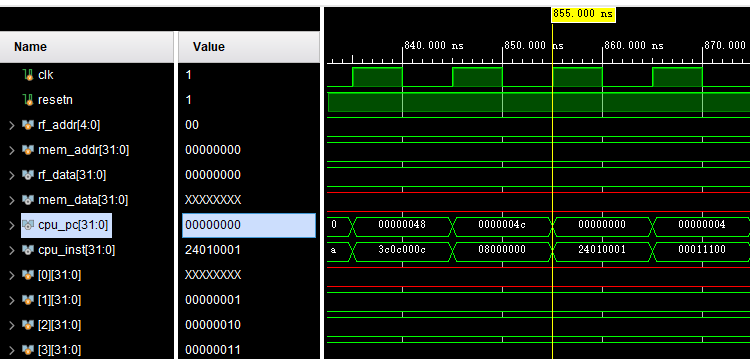 855.000 ns
Name Value 840.000 ns 850.000 ns 860.000 ns 870.000
clk 1
resetn 1
rf_addr[4:0] 00
mem_addr[31:0] 00000000
rf_data[31:0] 00000000
mem_data[31:0] XXXXXXXX
cpu_pc[31:0] 00000000 0 00000048 0000004c 00000000 00000004
cpu_inst[31:0] 24010001 a 3c0c000c 08000000 24010001 00011100
[0][31:0] XXXXXXXX
[1][31:0] 00000001
[2][31:0] 00000010
[3][31:0] 00000011